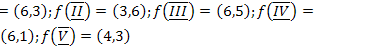 = (6,3); f(II) = (3,6); f(III) = (6,5); f(IV) =
(6,1); f(V) = (4,3)